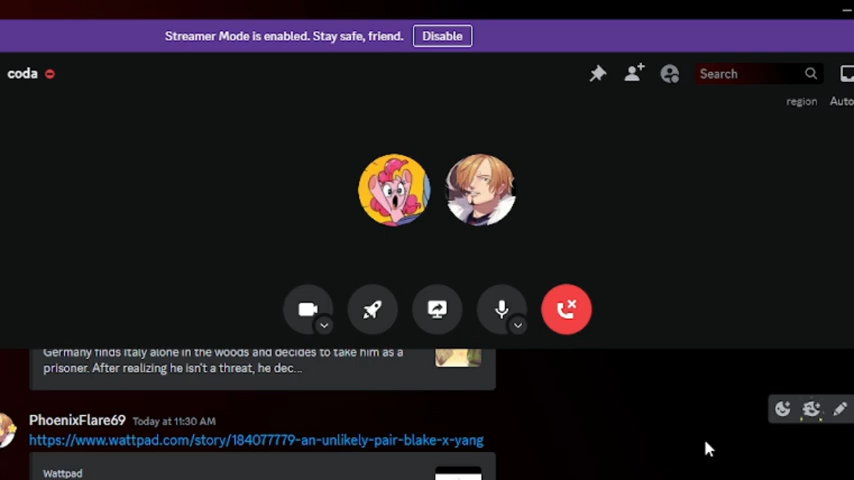 Streamer Mode is enabled. Stay safe, friend. Disable
coda Search
region Auto
Germany finds Italy alone in the woods and decides to take him as a
prisoner. After realizing he isn't a threat, he dec...
PhoenixFlare69 Today at 11:30 AM
https://www.wattpad.com/story/184077779-an-unlikely-pair-blake-x-yang
Wattpad